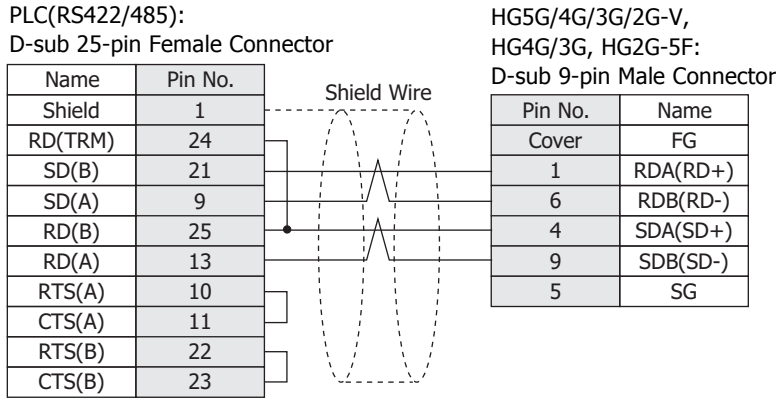 PLC(RS422/485):
D-sub 25-pin Female Connector
Name Pin No.
Shield 1
RD(TRM) 24
SD(B) 21
SD(A) 9
RD(B) 25
RD(A) 13
RTS(A) 10
CTS(A) 11
RTS(B) 22
CTS(B) 23
Shield Wire
HG5G/4G/3G/2G-V,
HG4G/3G, HG2G-5F:
D-sub 9-pin Male Connector
Pin No. Name
Cover FG
1 RDA(RD+)
6 RDB(RD-)
4 SDA(SD+)
9 SDB(SD-)
5 SG